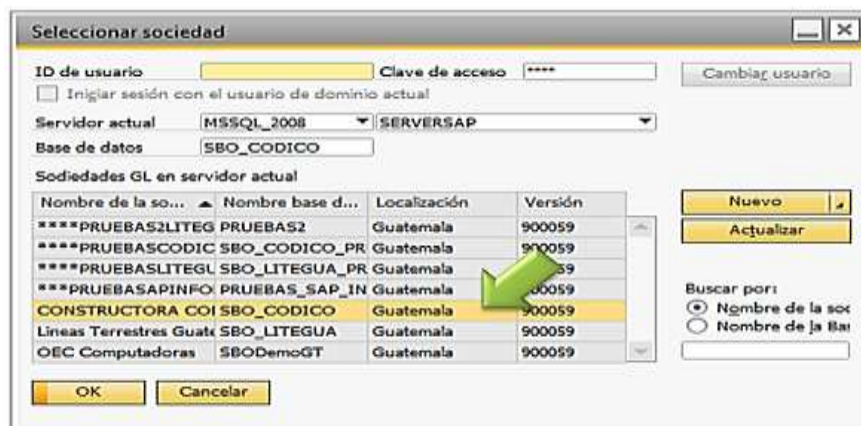 Seleccionar sociedad
ID de usuario Clave de acceso **** Cambiar usuario
Iniciar sesión con el usuario de dominio actual
Servidor actual MSSQL_2008 SERVERSAP
Base de datos SBO_CODICO
Sodiedades GL en servidor actual
Nombre de la so... Nombre base d... Localización Versión Nuevo
****PRUEBAS2LITEG PRUEBAS2 Guatemala 900059 Actualizar
****PRUEBASCODIC SBO_CODICO_PR Guatemala 900059
****PRUEBASLITEGU SBO_LITEGUA_PR Guatemala
***PRUEBASAPINFO PRUEBAS_SAP_IN Guatemala 900059 Buscar por:
CONSTRUCTORA COI SBO_CODICO Guatemala 900059 Nombre de la soc
Lineas Terrestres Guate SBO_LITEGUA Guatemala 900059 Nombre de la Bas
OEC Computadoras SBODemoGT Guatemala 900059
OK Cancelar